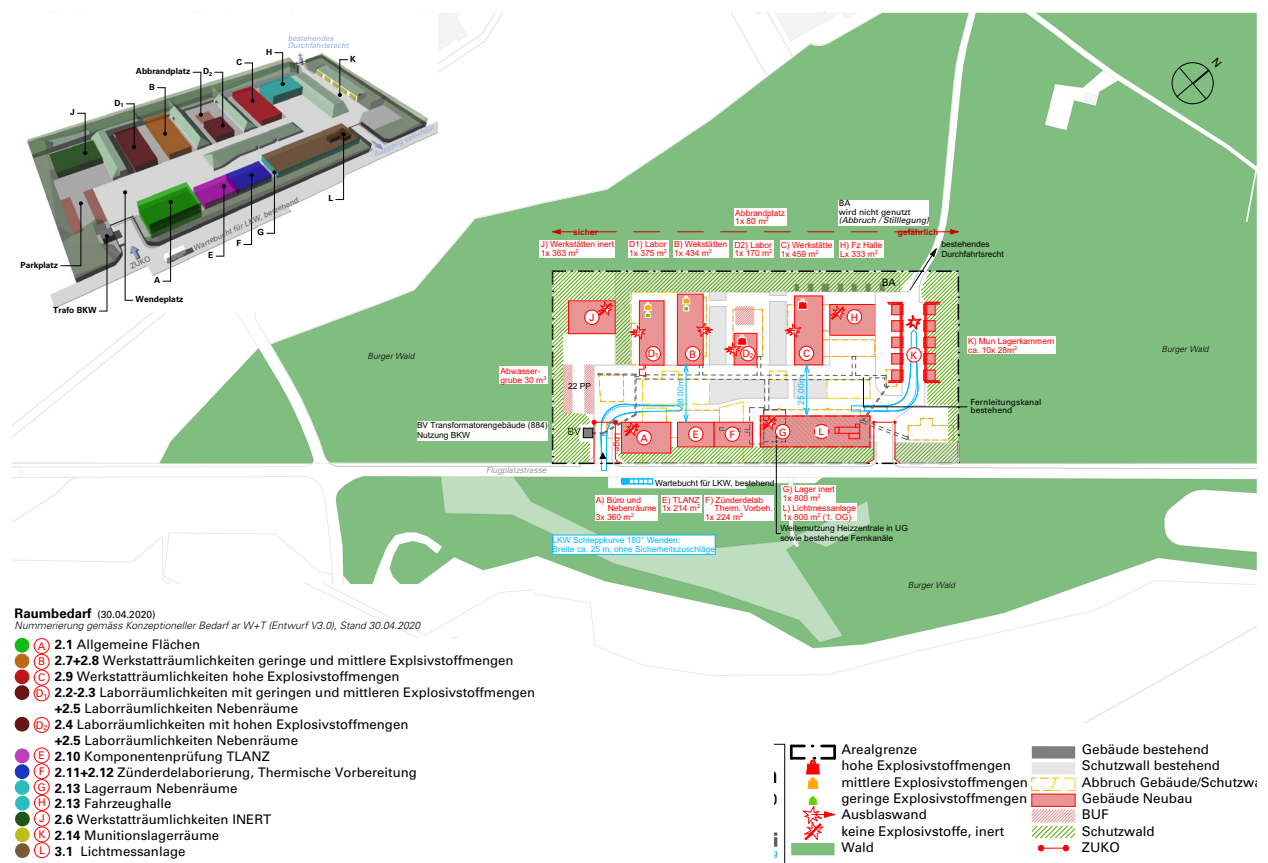 bestehendes
Durchfahrtsrecht
H
C
K
Abbrandplatz
D2
B
D1
J
Ausgang unkontrolliert
L
G
F
E
Wartebucht für LKW, bestehend
ZUKO
A
Parkplatz
Wendeplatz
Trafo BKW
N
Abbrandplatz
1x 80 m²
BA
wird nicht genutzt
(Abbruch / Stilllegung)
sicher
gefährlich
J) Werkstätten inert
1x 363 m²
D1) Labor
1x 375 m²
B) Wekstätten
1x 434 m²
D2) Labor
1x 170 m²
C) Werkstätte
1x 459 m²
H) Fz Halle
Lx 333 m²
bestehendes
Durchfahrtsrecht
BA
J
D1
B
D2
C
H
K
K) Mun Lagerkammern
ca. 10x 28m²
Burger Wald
Burger Wald
Abwasser-
grube 30 m³
22 PP
28.00m
25.00m
Fernleitungskanal
bestehend
BV Transformatorengebäude (884)
Nutzung BKW
BV
A
E
F
G
L
Flugplatzstrasse
Wartebucht für LKW, bestehend
A) Büro und
Nebenräume
3x 360 m²
E) TLANZ
1x 214 m²
F) Zünderdelab
Therm. Vorbeh.
1x 224 m²
G) Lager inert
1x 800 m²
L) Lichtmessanlage
1x 800 m² (1. OG)
Weiternutzung Heizzentrale in UG
sowie bestehende Fernkanäle
LKW Schleppkurve 180° Wenden:
Breite ca. 25 m, ohne Sicherheitszuschläge
Burger Wald
Raumbedarf (30.04.2020)
Nummerierung gemäss Konzeptioneller Bedarf ar W+T (Entwurf V3.0), Stand 30.04.2020
A 2.1 Allgemeine Flächen
B 2.7+2.8 Werkstatträumlichkeiten geringe und mittlere Explsivstoffmengen
C 2.9 Werkstatträumlichkeiten hohe Explosivstoffmengen
D1 2.2-2.3 Laborräumlichkeiten mit geringen und mittleren Explosivstoffmengen
+2.5 Laborräumlichkeiten Nebenräume
D2 2.4 Laborräumlichkeiten mit hohen Explosivstoffmengen
+2.5 Laborräumlichkeiten Nebenräume
E 2.10 Komponentenprüfung TLANZ
F 2.11+2.12 Zünderdelaborierung, Thermische Vorbereitung
G 2.13 Lagerraum Nebenräume
H 2.13 Fahrzeughalle
J 2.6 Werkstatträumlichkeiten INERT
K 2.14 Munitionslagerräume
L 3.1 Lichtmessanlage
Arealgrenze
hohe Explosivstoffmengen
mittlere Explosivstoffmengen
geringe Explosivstoffmengen
Ausblaswand
keine Explosivstoffe, inert
Wald
Gebäude bestehend
Schutzwall bestehend
Abbruch Gebäude/Schutzwa
Gebäude Neubau
BUF
Schutzwald
ZUKO